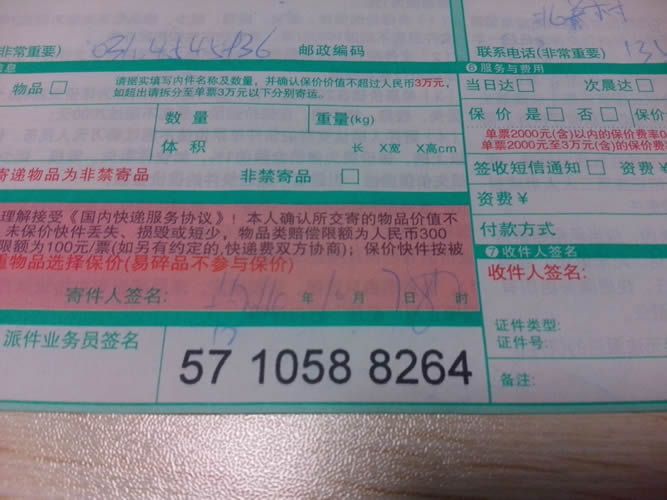 北京村
(非常重要) 邮政编码 联系电话(非常重要)
信息 ⑥服务与费用
物品 □ 请据实填写内件名称及数量，并确认保价价值不超过人民币3万元，
如超出请拆分至单票3万元以下分别寄运。
当日达 □ 次晨达 □
数量 重量(kg)
保价 是 □ 否 □ 保价
体积 长 X宽 X高cm
单票2000元(含)以内的保价费率
单票2000至3万元(含)的保价费
寄递物品为非禁寄品 非禁寄品 □
签收短信通知 □ 资费¥
资费¥
理解接受《国内快递服务协议》！本人确认所交寄的物品价值不
未保价快件丢失、损毁或短少，物品类赔偿限额为人民币300
限额为100元/票(如另有约定的,快递费双方协商)；保价快件按被
重物品选择保价(易碎品不参与保价)
付款方式
⑦收件人签名
收件人签名:
寄件人签名: 年 月 日 时
证件类型:
证件号:
派件业务员签名
57 1058 8264
备注: